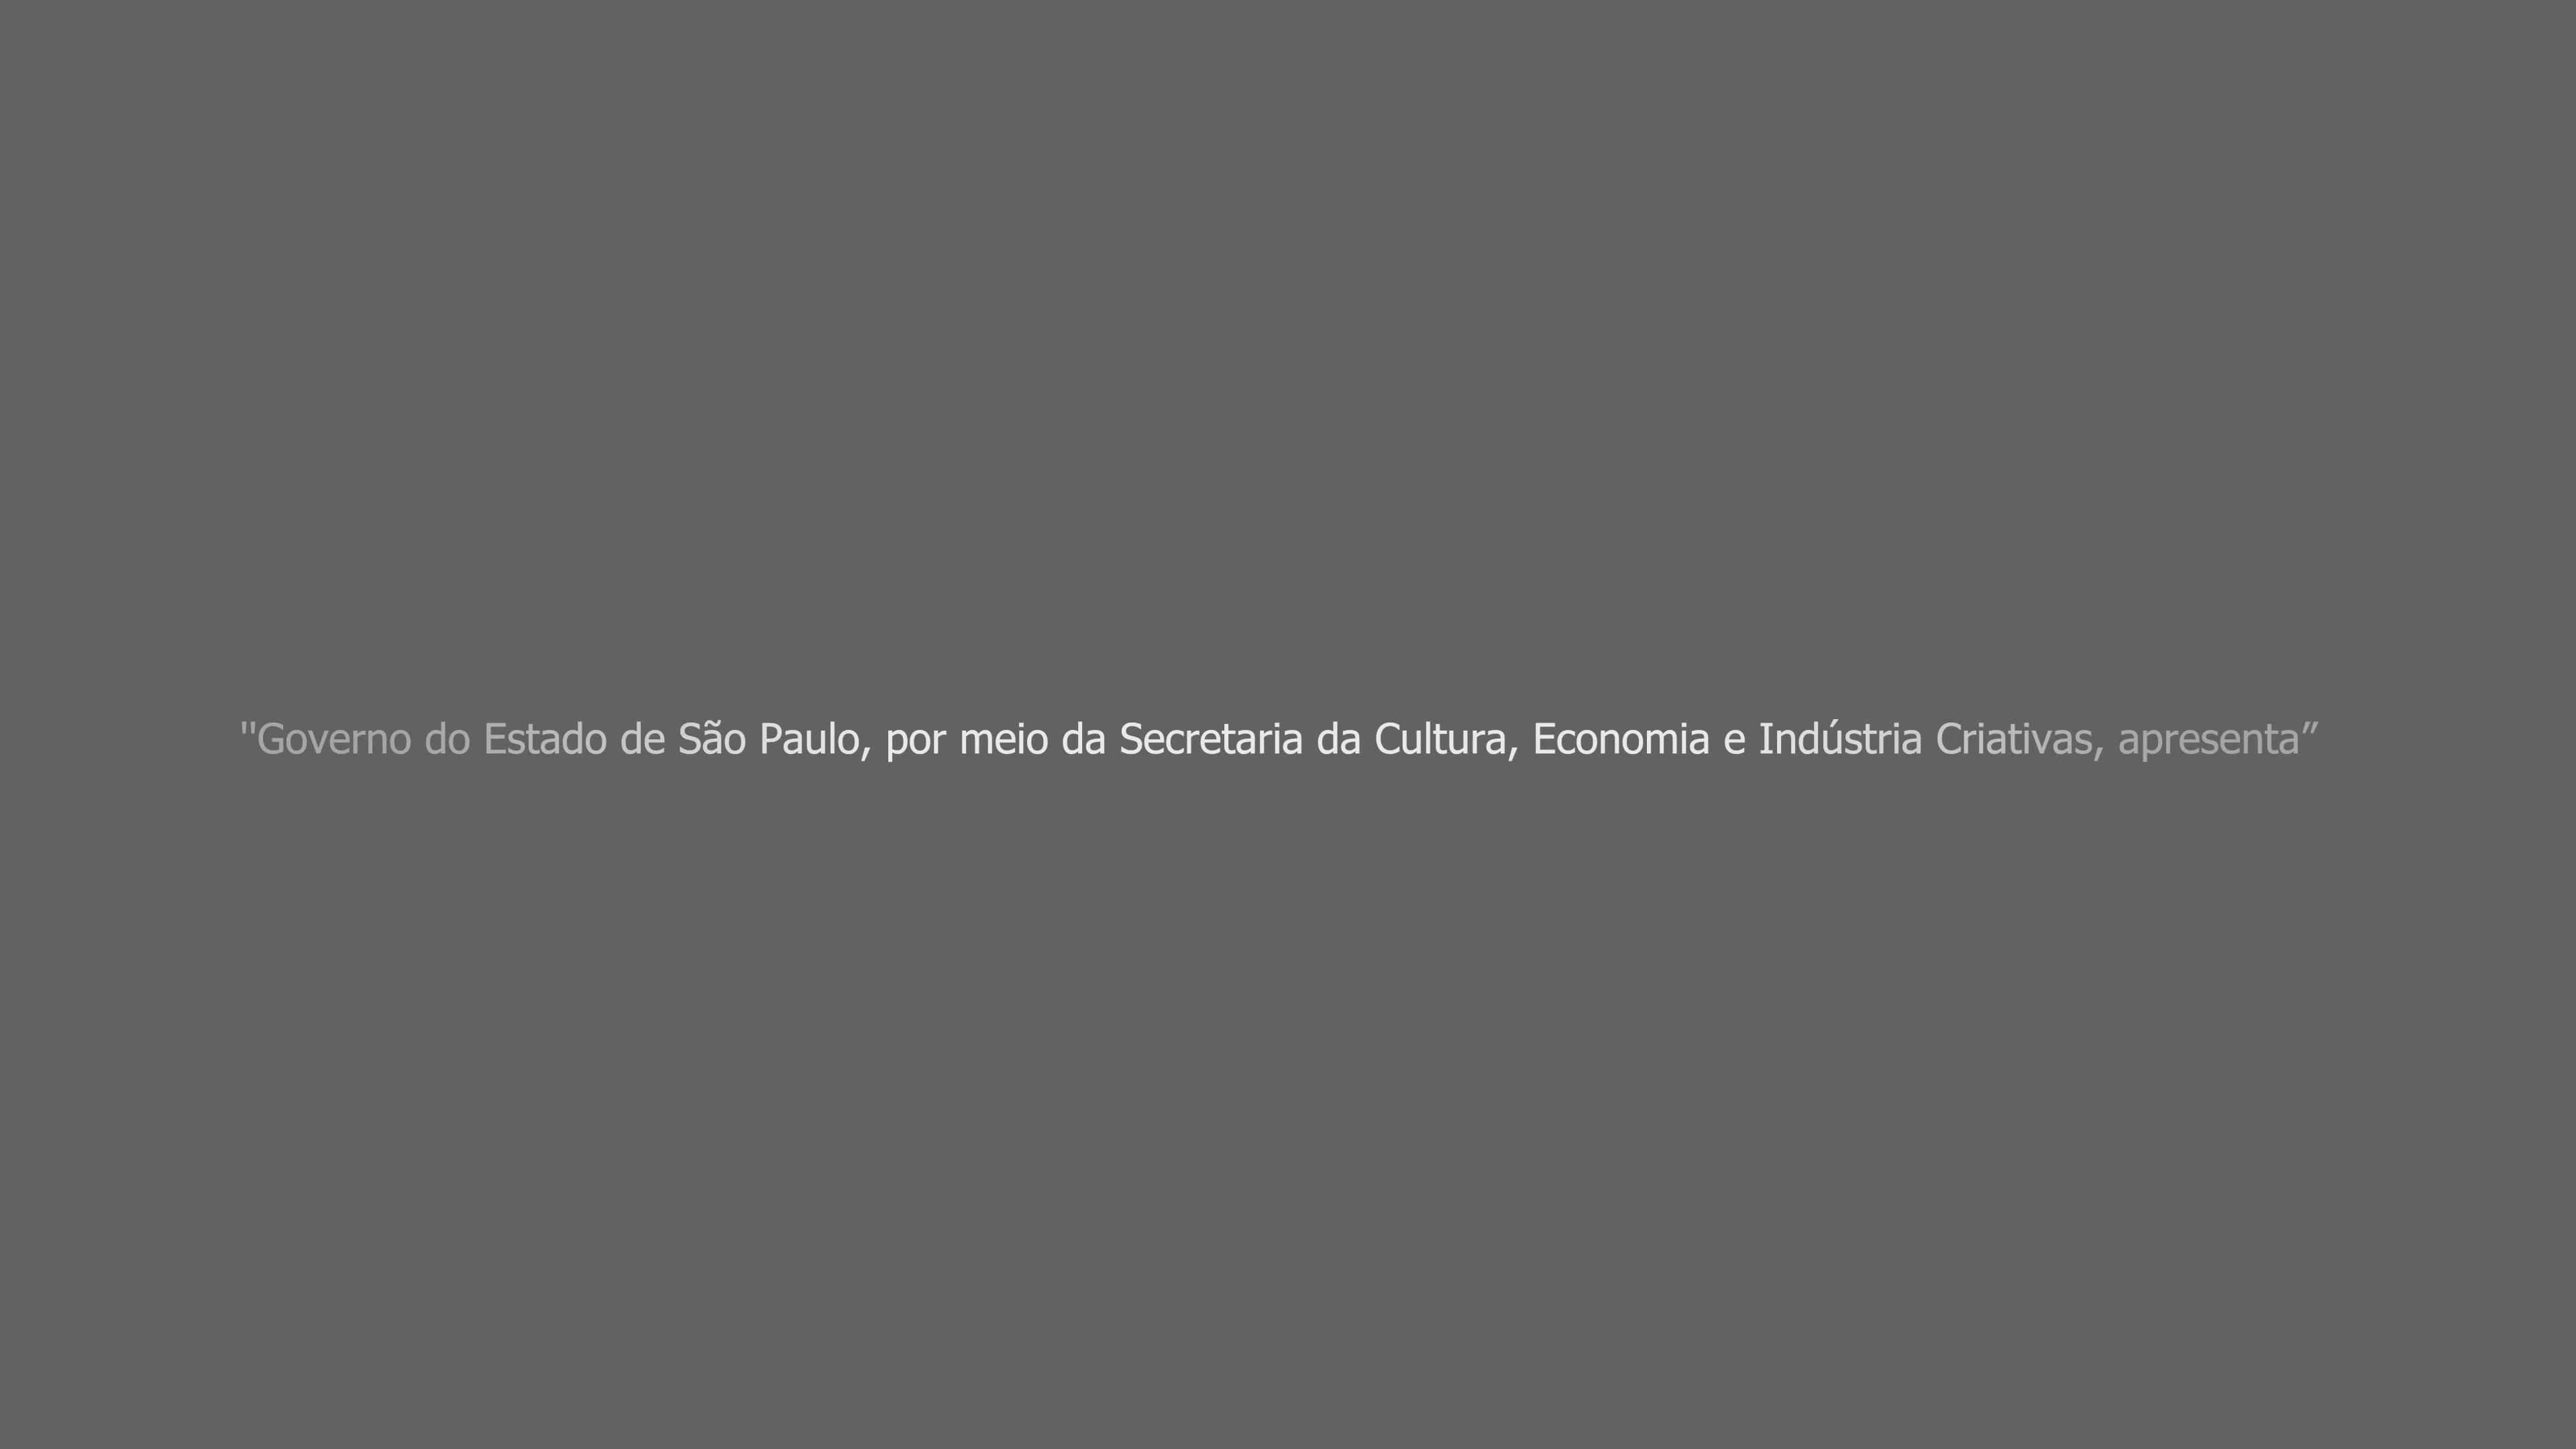 "Governo do Estado de São Paulo, por meio da Secretaria da Cultura, Economia e Indústria Criativas, apresenta”